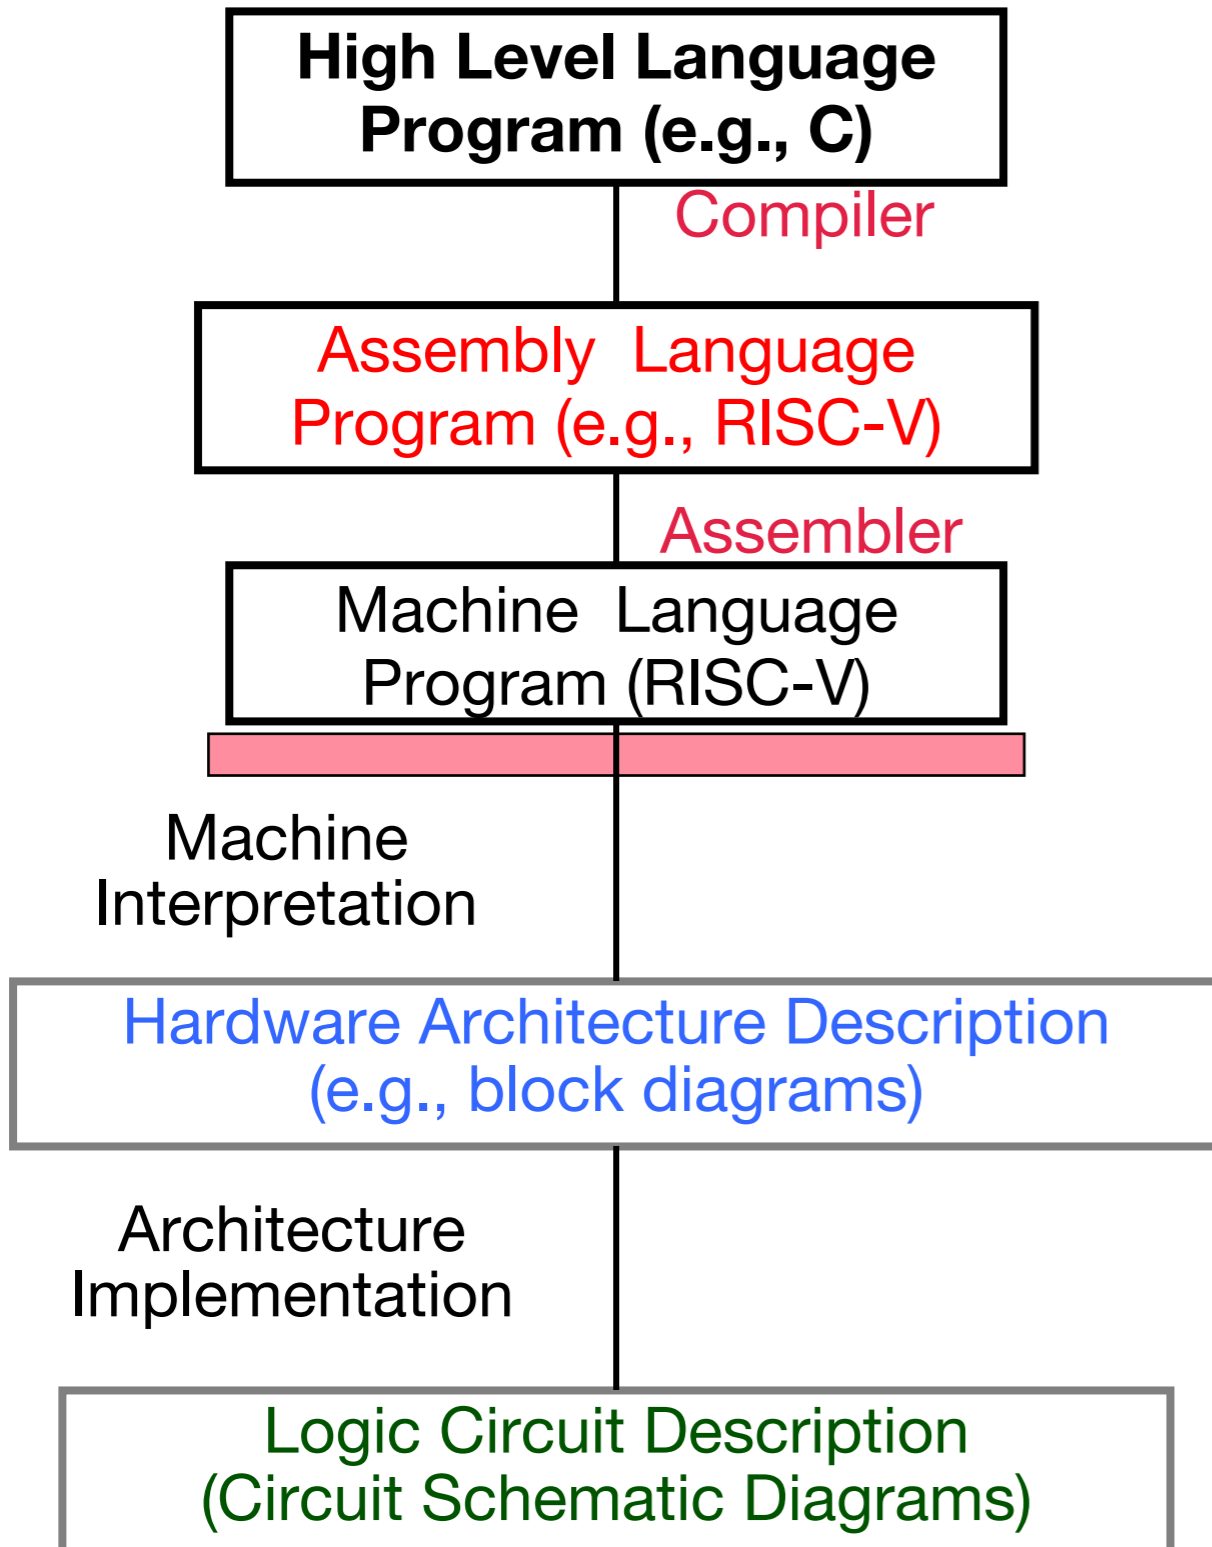 High Level Language
Program (e.g., C)
Compiler
Assembly Language
Program (e.g., RISC-V)
Assembler
Machine Language
Program (RISC-V)
Machine
Interpretation
Hardware Architecture Description
(e.g., block diagrams)
Architecture
Implementation
Logic Circuit Description
(Circuit Schematic Diagrams)